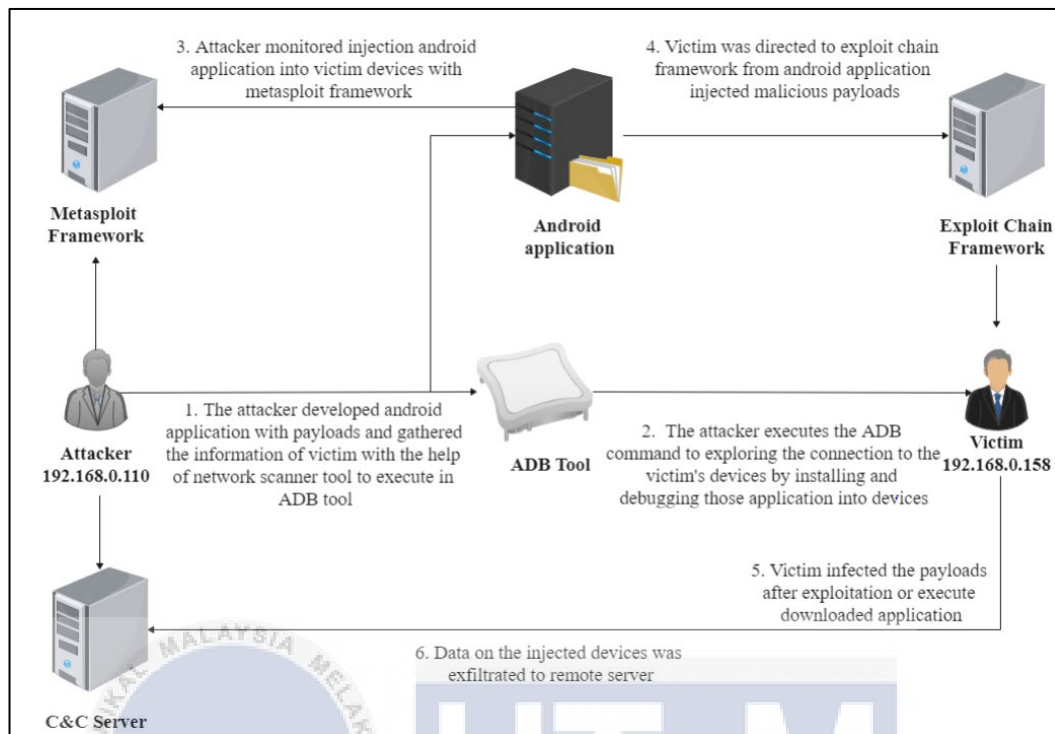 3. Attacker monitored injection android
application into victim devices with
metasploit framework
4. Victim was directed to exploit chain
framework from android application
injected malicious payloads
Metasploit
Framework
Android
application
Exploit Chain
Framework
1. The attacker developed android
application with payloads and gathered
the information of victim with the help
of network scanner tool to execute in
ADB tool
Attacker
192.168.0.110
ADB Tool
2. The attacker executes the ADB
command to exploring the connection to the
victim's devices by installing and
debugging those application into devices
Victim
192.168.0.158
5. Victim infected the payloads
after exploitation or execute
downloaded application
6. Data on the injected devices was
exfiltrated to remote server
C&C Server
MALAYSIA